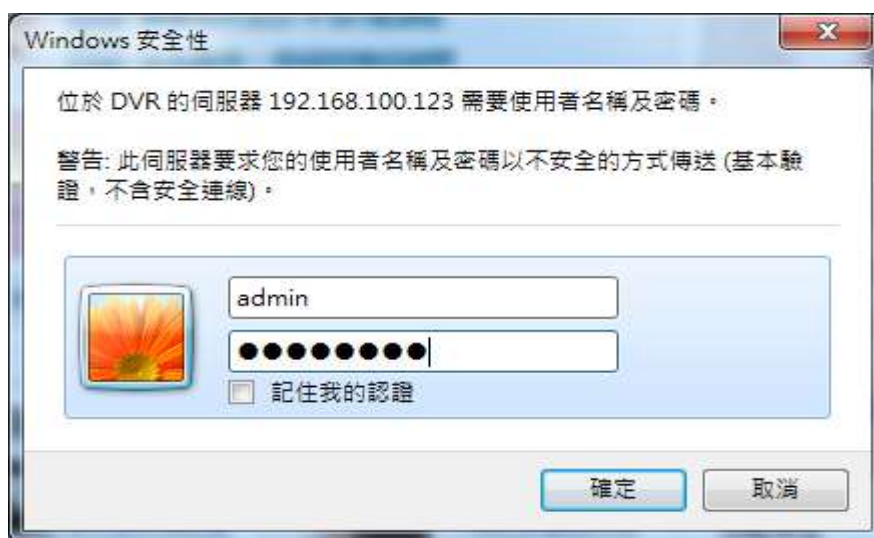 Windows 安全性
位於 DVR 的伺服器 192.168.100.123 需要使用者名稱及密碼。
警告: 此伺服器要求您的使用者名稱及密碼以不安全的方式傳送 (基本驗
證，不含安全連線)。
admin
●●●●●●●●
記住我的認證
確定
取消